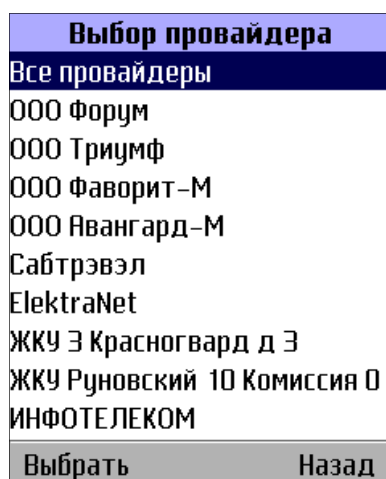 Выбор провайдера
Все провайдеры
ООО Форум
ООО Триумф
ООО Фаворит-М
ООО Авангард-М
Сабтрэвэл
ElektraNet
ЖКУ 3 Красногвард д 3
ЖКУ Руновский 10 Комиссия 0
ИНФОТЕЛЕКОМ
Выбрать Назад